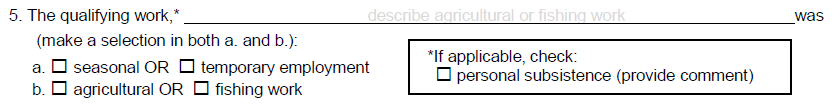 5. The qualifying work,* describe agricultural or fishing work was
(make a selection in both a. and b.):
*If applicable, check:
a. ☐ seasonal OR ☐ temporary employment
☐ personal subsistence (provide comment)
b. ☐ agricultural OR ☐ fishing work